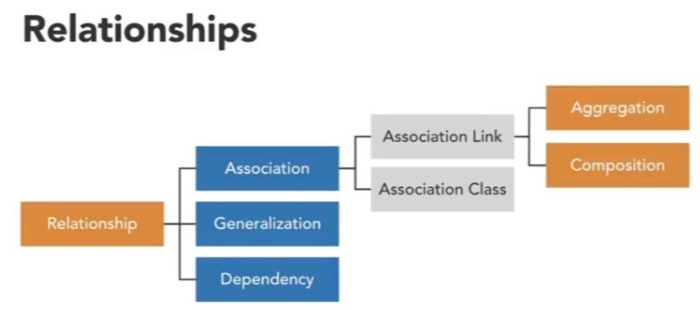 Relationships
Relationship
Association
Generalization
Dependency
Association Link
Association Class
Aggregation
Composition